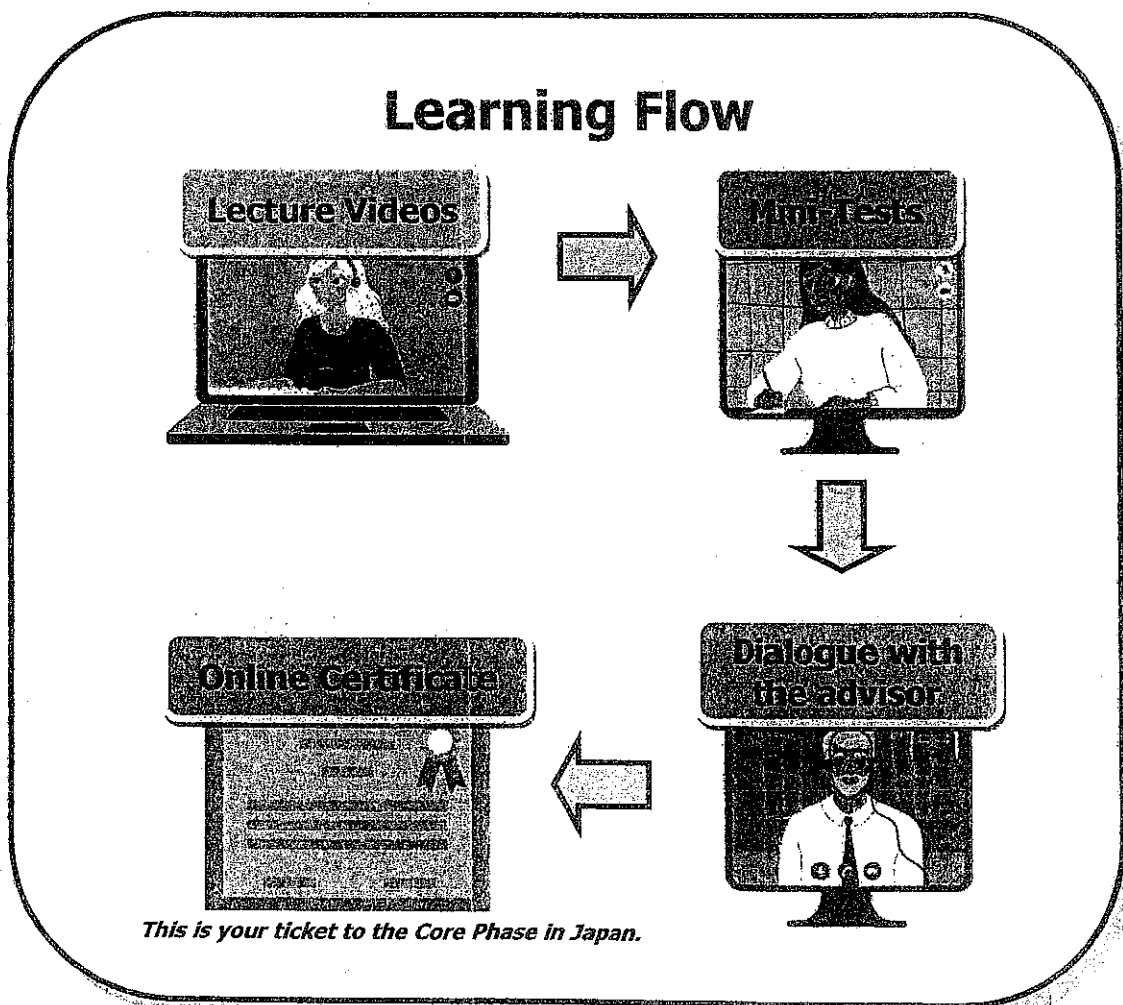 Learning Flow
Lecture Videos
Mini-Tests
Dialogue with
the advisor
Online Certificate
This is your ticket to the Core Phase in Japan.